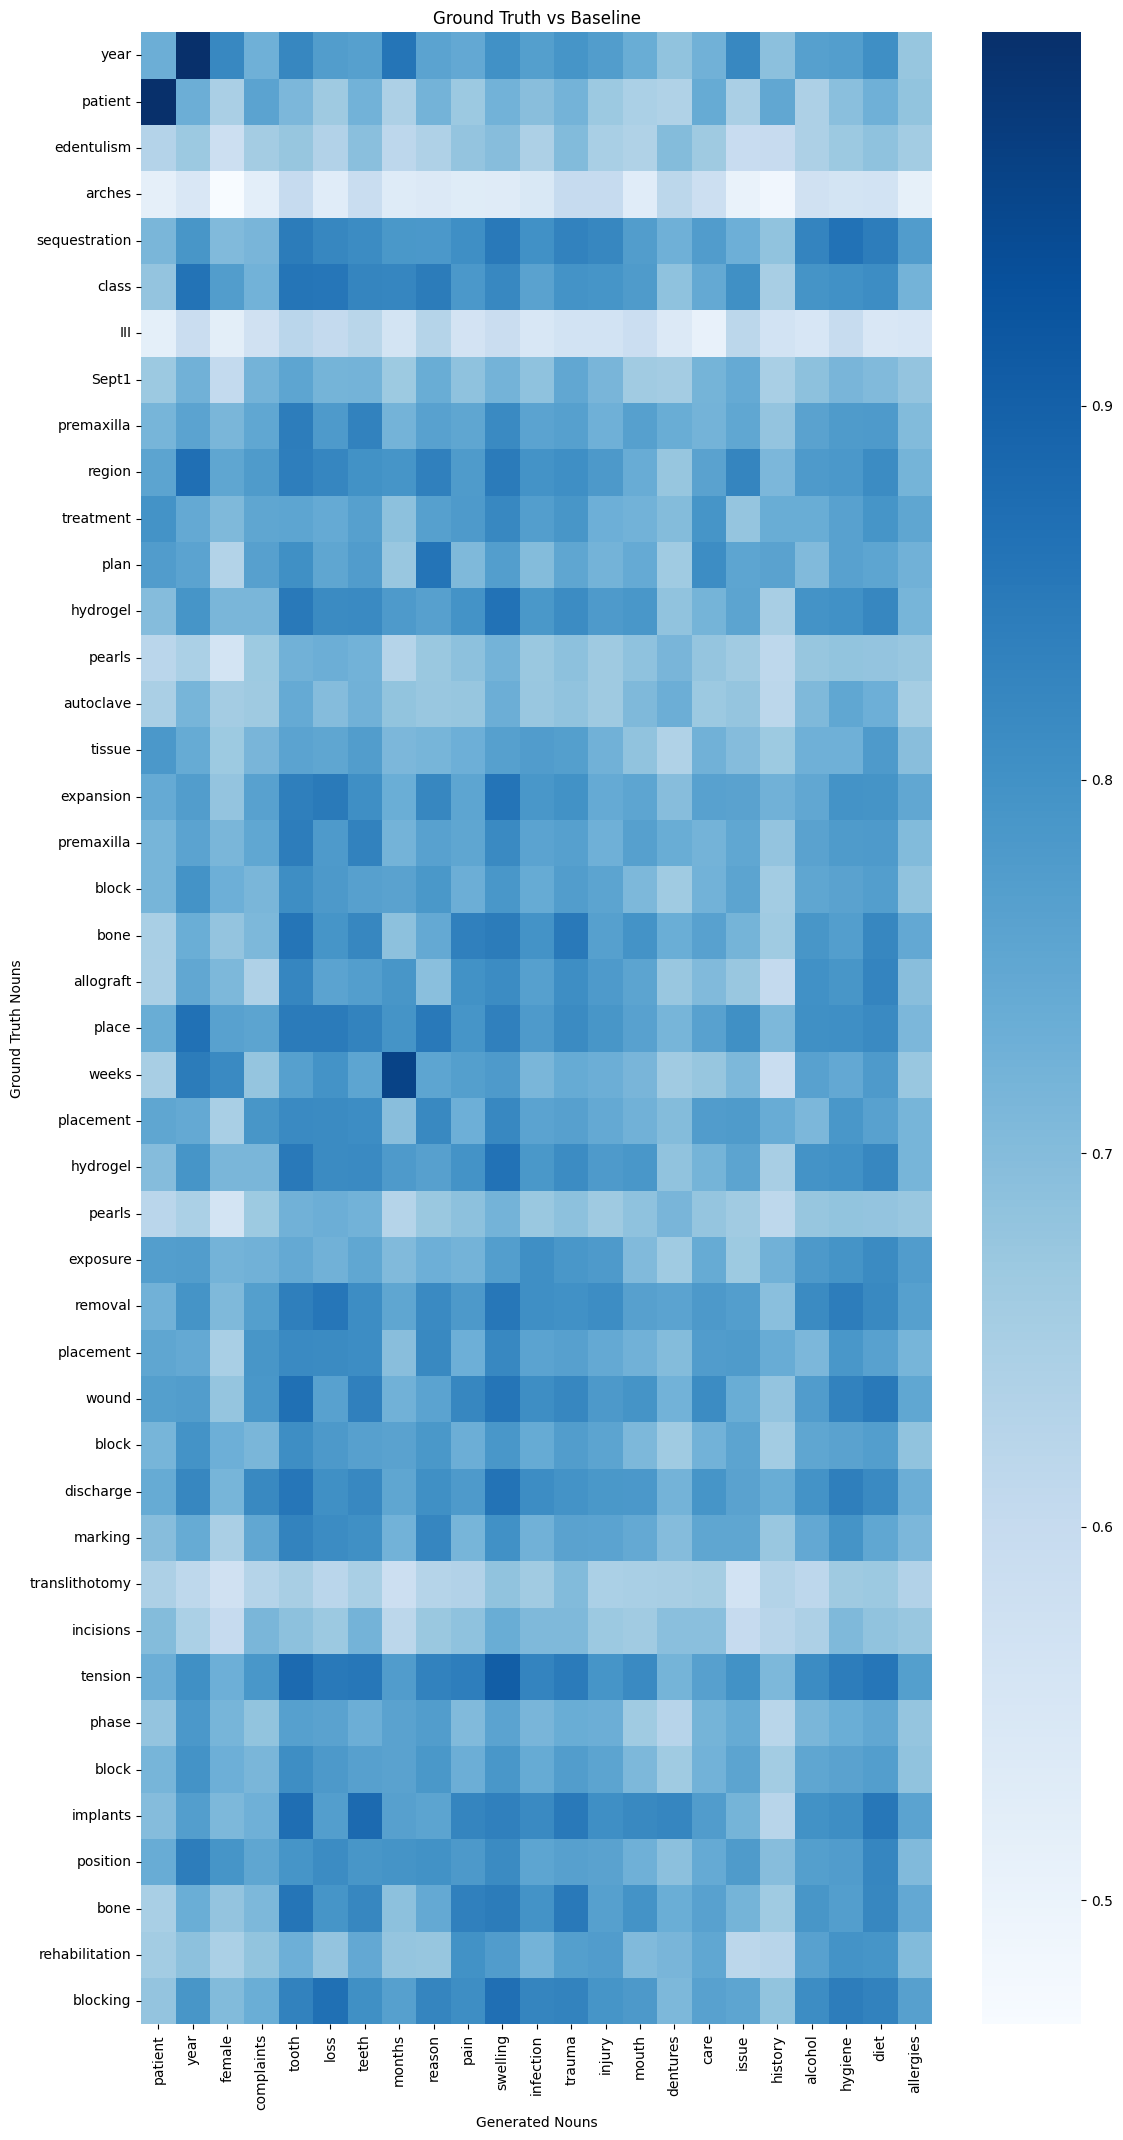 Ground Truth vs Baseline
Ground Truth Nouns
year
patient
edentulism
arches
sequestration
class
III
Sept1
premaxilla
region
treatment
plan
hydrogel
pearls
autoclave
tissue
expansion
premaxilla
block
bone
allograft
place
weeks
placement
hydrogel
pearls
exposure
removal
placement
wound
block
discharge
marking
translithotomy
incisions
tension
phase
block
implants
position
bone
rehabilitation
blocking
patient
year
female
complaints
tooth
loss
teeth
months
reason
pain
swelling
infection
trauma
injury
mouth
dentures
care
issue
history
alcohol
hygiene
diet
allergies
Generated Nouns
0.9
0.8
0.7
0.6
0.5